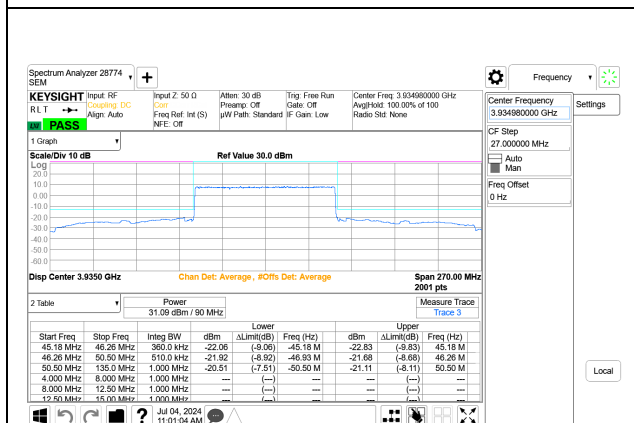 Spectrum Analyzer 28774
SEM
Frequency
KEYSIGHT
R L T
LXI PASS
Input: RF
Coupling: DC
Align: Auto
Input Z: 50 Ω
Corr
Freq Ref: Int (S)
NFE: Off
Atten: 30 dB
Preamp: Off
µW Path: Standard
Trig: Free Run
Gate: Off
IF Gain: Low
Center Freq: 3.934980000 GHz
Avg|Hold: 100.00% of 100
Radio Std: None
Center Frequency
3.934980000 GHz
Settings
CF Step
27.000000 MHz
Auto
Man
Freq Offset
0 Hz
1 Graph
Scale/Div 10 dB
Ref Value 30.0 dBm
Log
20.0
10.0
0.00
-10.0
-20.0
-30.0
-40.0
-50.0
-60.0
Disp Center 3.9350 GHz
Chan Det: Average, #Offs Det: Average
Span 270.00 MHz
2001 pts
2 Table
Power
31.09 dBm / 90 MHz
Measure Trace
Trace 3
Lower Upper
Start Freq Stop Freq Integ BW dBm ΔLimit(dB) Freq (Hz) dBm ΔLimit(dB) Freq (Hz)
45.18 MHz 46.26 MHz 360.0 kHz -22.06 (-9.06) -45.18 M -22.83 (-9.83) 45.18 M
46.26 MHz 50.50 MHz 510.0 kHz -21.92 (-8.92) -46.93 M -21.68 (-8.68) 46.26 M
50.50 MHz 135.0 MHz 1.000 MHz -20.51 (-7.51) -50.50 M -21.11 (-8.11) 50.50 M
4.000 MHz 8.000 MHz 1.000 MHz --- (---) --- --- (---) ---
8.000 MHz 12.50 MHz 1.000 MHz --- (---) --- --- (---) ---
12.50 MHz 15.00 MHz 1.000 MHz --- (---) --- --- (---) ---
Local
Jul 04, 2024
11:01:04 AM